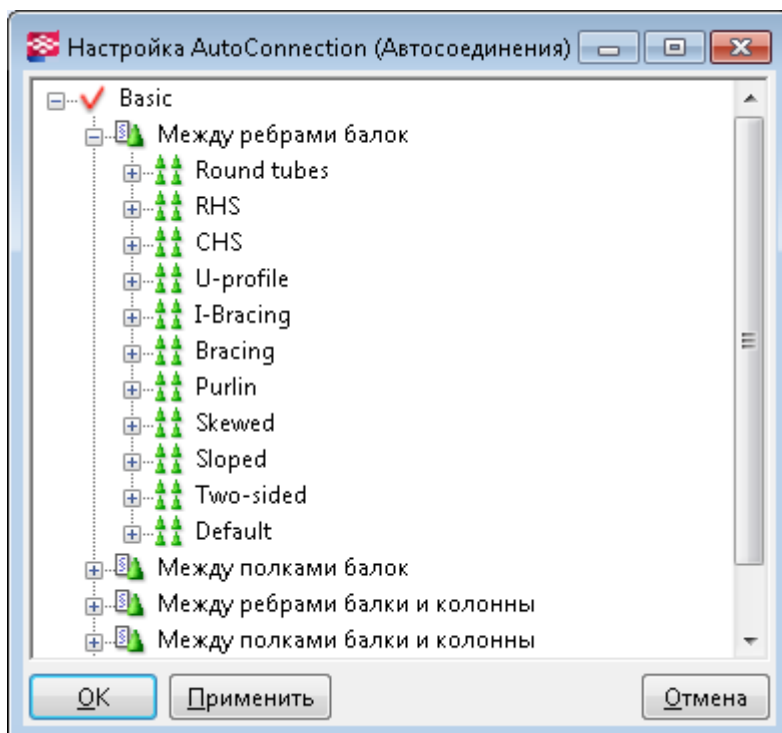 Настройка AutoConnection (Автосоединения)
Basic
Между ребрами балок
Round tubes
RHS
CHS
U-profile
I-Bracing
Bracing
Purlin
Skewed
Sloped
Two-sided
Default
Между полками балок
Между ребрами балки и колонны
Между полками балки и колонны
OK Применить Отмена